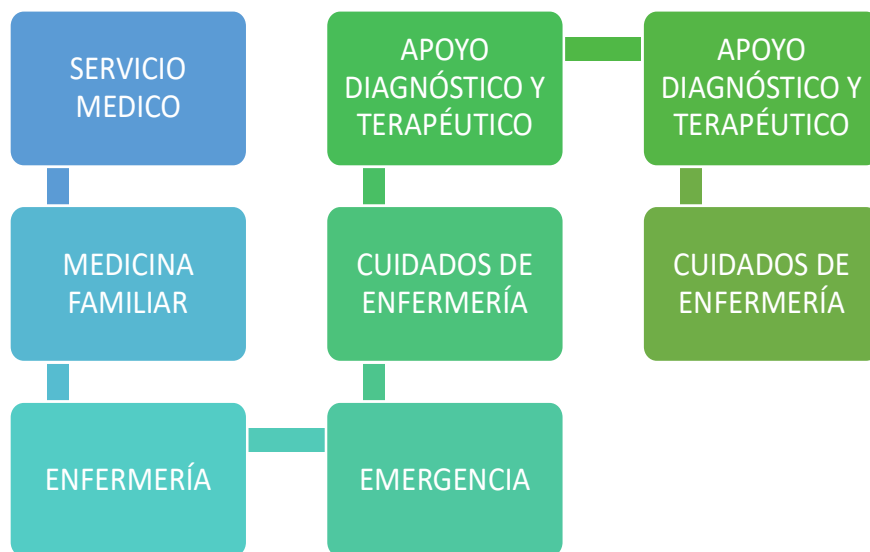 SERVICIO
MEDICO
MEDICINA
FAMILIAR
ENFERMERÍA
EMERGENCIA
CUIDADOS DE
ENFERMERÍA
APOYO
DIAGNÓSTICO Y
TERAPÉUTICO
APOYO
DIAGNÓSTICO Y
TERAPÉUTICO
CUIDADOS DE
ENFERMERÍA